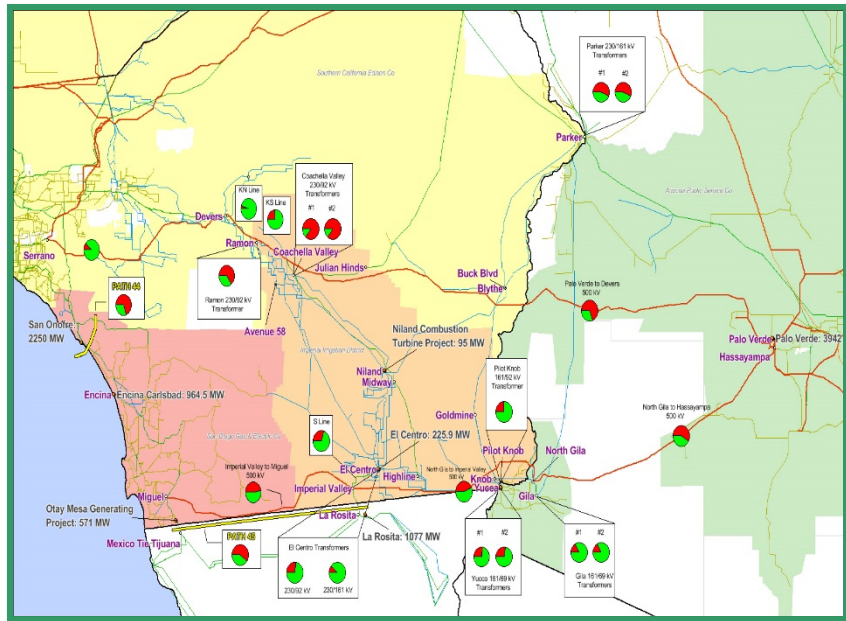 Parker 230/161 kV
Transformers
#1 #2
Southern California Edison Co
Parker
Arizona Public Service Co
KN Line
KS Line
Coachella Valley
230/92 kV
Transformers
#1 #2
Devers
Ramon
Coachella Valley
Serrano
Julian Hinds
Buck Blvd
Blythe
PATH 44
Ramon 230/92 kV
Transformer
Palo Verde to Devers
500 kV
San Onofre:
2250 MW
Avenue 58
Niland Combustion
Turbine Project: 95 MW
Imperial Irrigation District
Palo Verde
Palo Verde: 3942
Hassayampa
Pilot Knob
161/92 kV
Transformer
Niland
Midway
Encina
Encina Carlsbad: 964.5 MW
North Gila to Hassayampa
500 kV
S Line
Goldmine
San Diego Gas & Electric Co
El Centro: 225.9 MW
Pilot Knob
North Gila
Imperial Valley to Miguel
500 kV
El Centro
Highline
North Gila to Imperial Valley
500 kV
Knob
Yucca
Miguel
Imperial Valley
Gila
Otay Mesa Generating
Project: 571 MW
La Rosita
La Rosita: 1077 MW
Mexico Tie
Tijuana
PATH 45
El Centro Transformers
230/92 kV
230/161 kV
#1 #2
Yucca 161/69 kV
Transformers
#1 #2
Gila 161/69 kV
Transformers